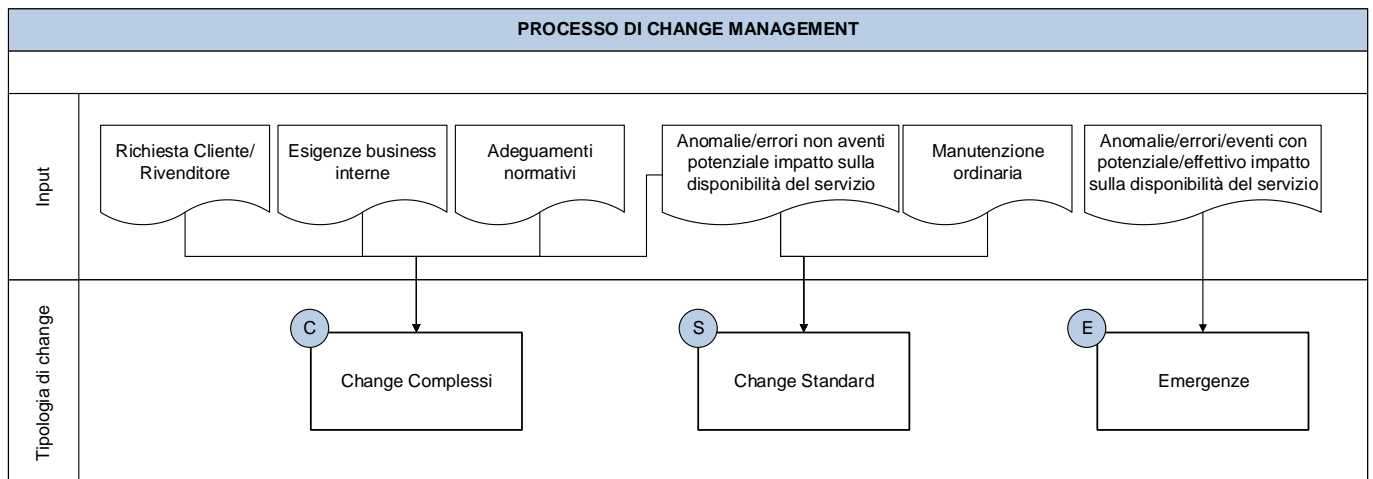 PROCESSO DI CHANGE MANAGEMENT
Input
Richiesta Cliente/
Rivenditore
Esigenze business
interne
Adeguamenti
normativi
Anomalie/errori non aventi
potenziale impatto sulla
disponibilità del servizio
Manutenzione
ordinaria
Anomalie/errori/eventi con
potenziale/effettivo impatto
sulla disponibilità del servizio
Tipologia di change
C
Change Complessi
S
Change Standard
E
Emergenze